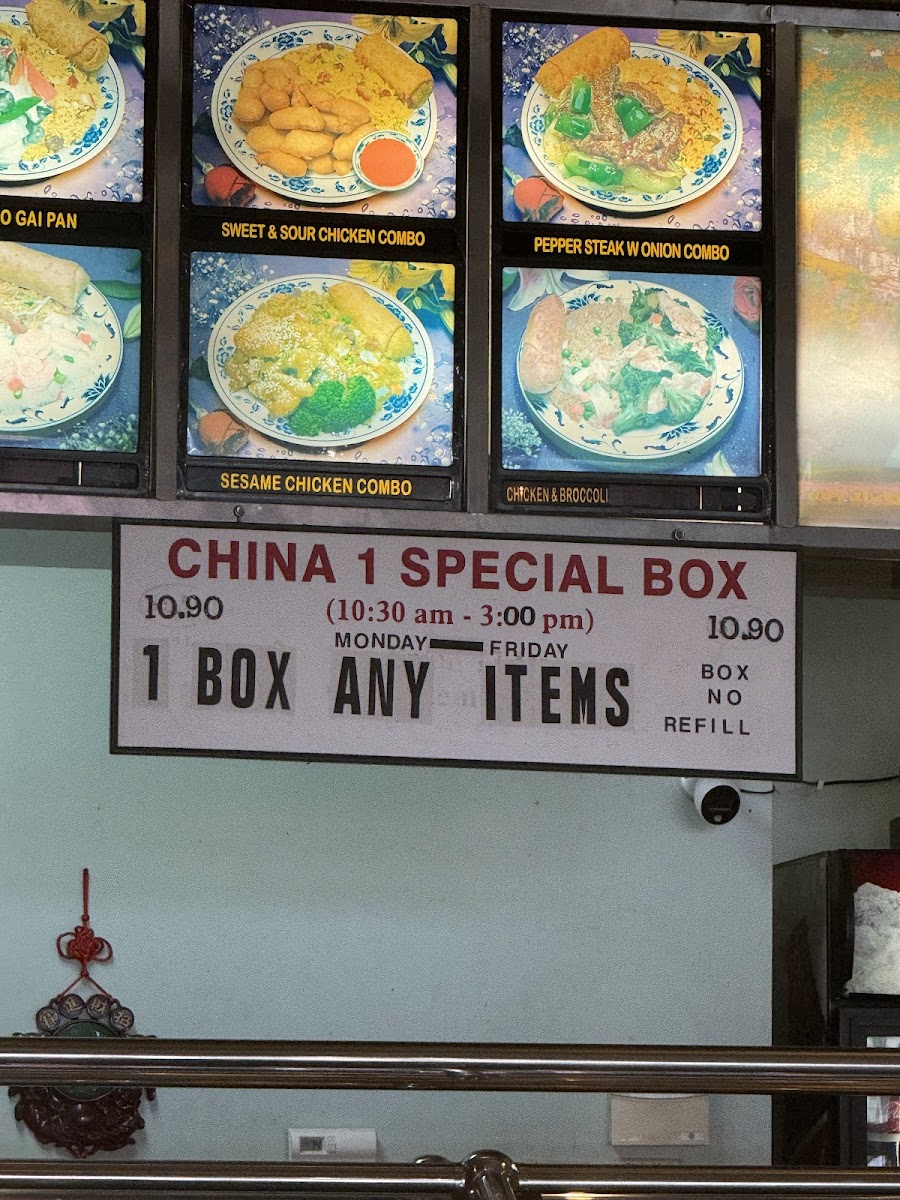 O GAI PAN
SWEET & SOUR CHICKEN COMBO
PEPPER STEAK W ONION COMBO
SESAME CHICKEN COMBO
CHICKEN & BROCCOLI
CHINA 1 SPECIAL BOX
10.90
(10:30 am - 3:00 pm)
10.90
MONDAY — FRIDAY
1 BOX ANY ITEMS
BOX
NO
REFILL